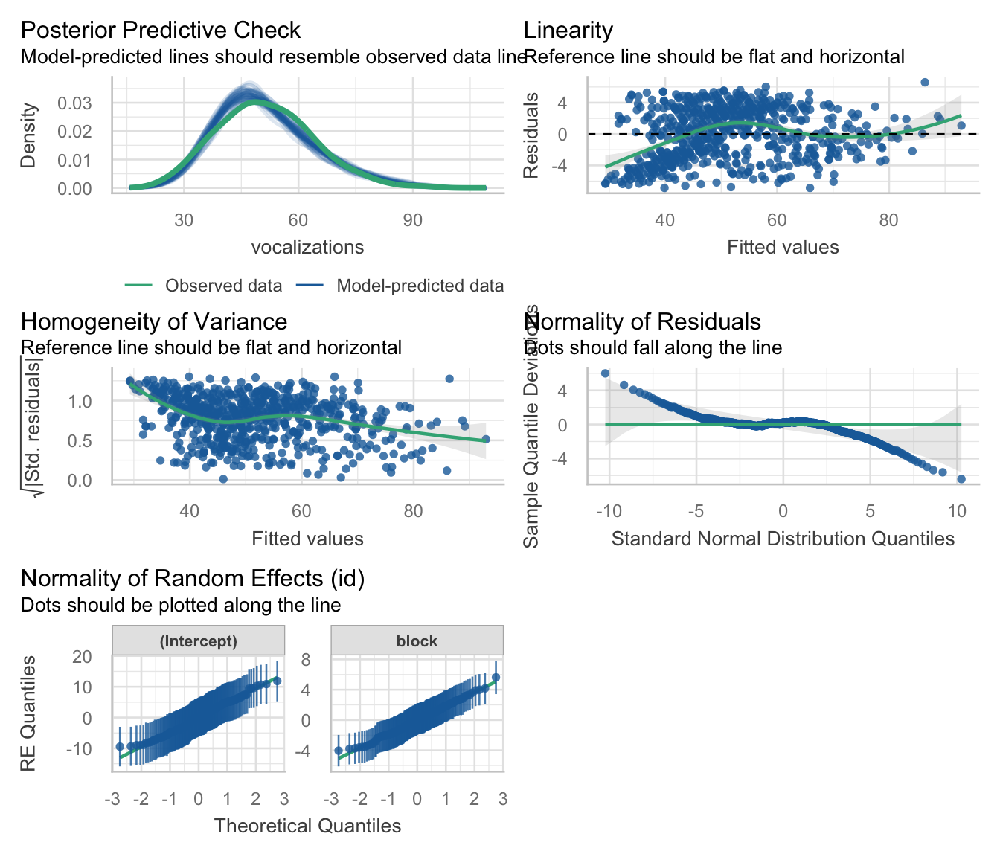 Posterior Predictive Check
Model-predicted lines should resemble observed data line
Density
0.03
0.02
0.01
0.00
30 60 90
vocalizations
Observed data Model-predicted data
Linearity
Reference line should be flat and horizontal
Residuals
4
0
-4
40 60 80
Fitted values
Homogeneity of Variance
Reference line should be flat and horizontal
√|Std. residuals|
1.0
0.5
0.0
40 60 80
Fitted values
Normality of Residuals
Dots should fall along the line
Sample Quantile Deviations
4
0
-4
-10 -5 0 5 10
Standard Normal Distribution Quantiles
Normality of Random Effects (id)
Dots should be plotted along the line
RE Quantiles
(Intercept)
20
10
0
-10
-3 -2 -1 0 1 2 3
block
8
4
0
-4
-3 -2 -1 0 1 2 3
Theoretical Quantiles